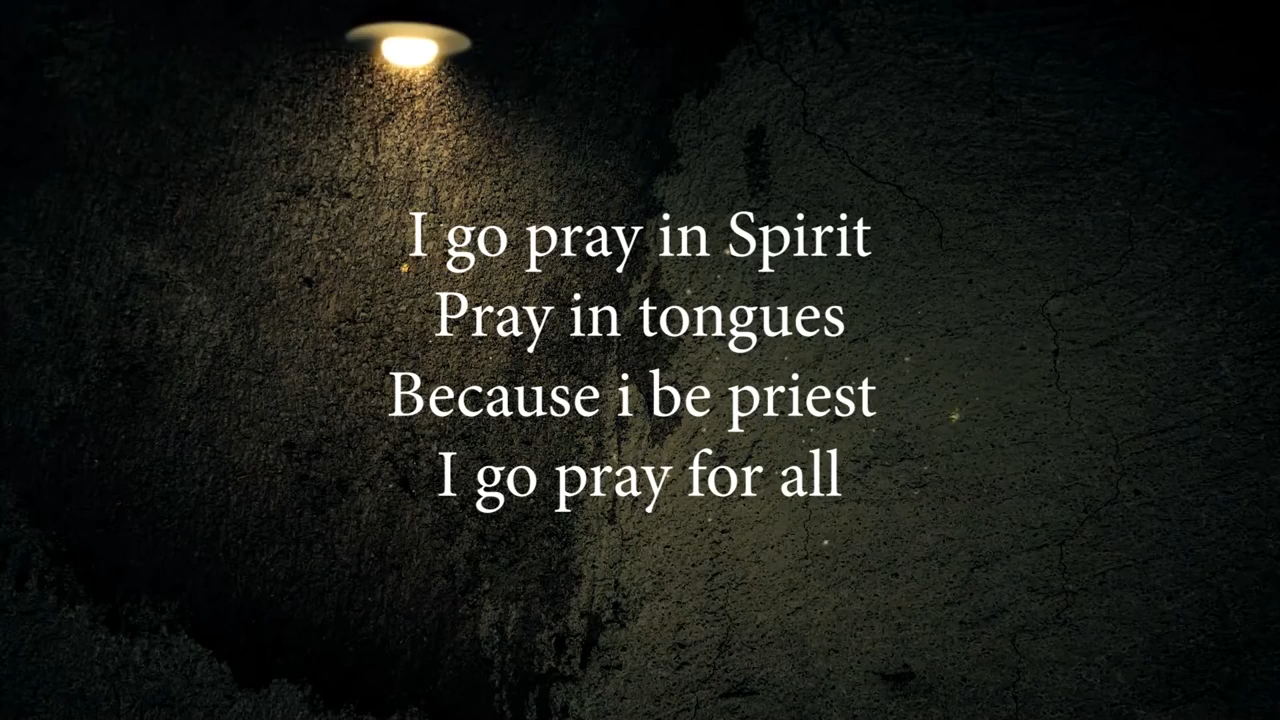 I go pray in Spirit
Pray in tongues
Because i be priest
I go pray for all